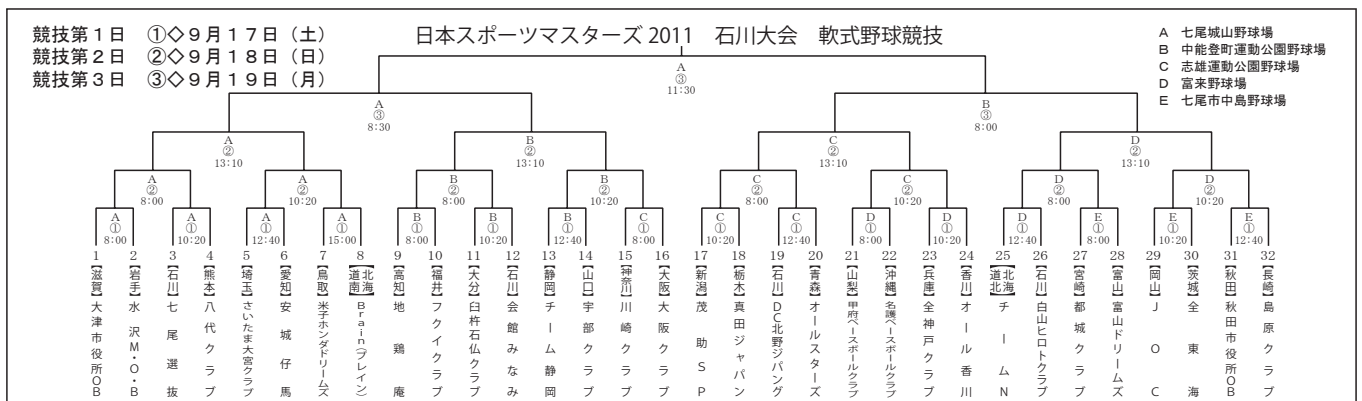 競技第1日　①◇9月17日（土）
競技第2日　②◇9月18日（日）
競技第3日　③◇9月19日（月）
日本スポーツマスターズ 2011　石川大会　軟式野球競技
A　七尾城山野球場
B　中能登町運動公園野球場
C　志雄運動公園野球場
D　富来野球場
E　七尾市中島野球場
A ③ 11:30
A ③ 8:30
B ③ 8:00
A ② 13:10
B ② 13:10
C ② 13:10
D ② 13:10
A ② 8:00
A ② 10:20
B ② 8:00
B ② 10:20
C ② 8:00
C ② 10:20
D ② 8:00
D ② 10:20
A ① 8:00
A ① 10:20
A ① 12:40
A ① 15:00
B ① 8:00
B ① 10:20
B ① 12:40
C ① 8:00
C ① 10:20
C ① 12:40
D ① 8:00
D ① 10:20
D ① 12:40
E ① 8:00
E ① 10:20
E ① 12:40
1 【滋賀】大津市役所OB
2 【岩手】水沢M・O・B
3 【石川】七尾選抜
4 【熊本】八代クラブ
5 【埼玉】さいたま大宮クラブ
6 【愛知】安城仔馬
7 【鳥取】米子ホンダドリームズ
8 【北海道南】Brain(ブレイン)
9 【高知】地鶏庵
10 【福井】フクイクラブ
11 【大分】臼杵石仏クラブ
12 【石川】会館みなみ
13 【静岡】チーム静岡
14 【山口】宇部クラブ
15 【神奈川】川崎クラブ
16 【大阪】大阪クラブ
17 【新潟】茂助SP
18 【栃木】真田ジャパン
19 【石川】DC北野ジパング
20 【青森】オールスターズ
21 【山梨】甲府ベースボールクラブ
22 【沖縄】名護ベースボールクラブ
23 【兵庫】全神戸クラブ
24 【香川】オール香川
25 【北海道北】チームN
26 【石川】白山ヒロトクラブ
27 【宮崎】都城クラブ
28 【富山】富山ドリームズ
29 【岡山】JOC
30 【茨城】全東海
31 【秋田】秋田市役所OB
32 【長崎】島原クラブ